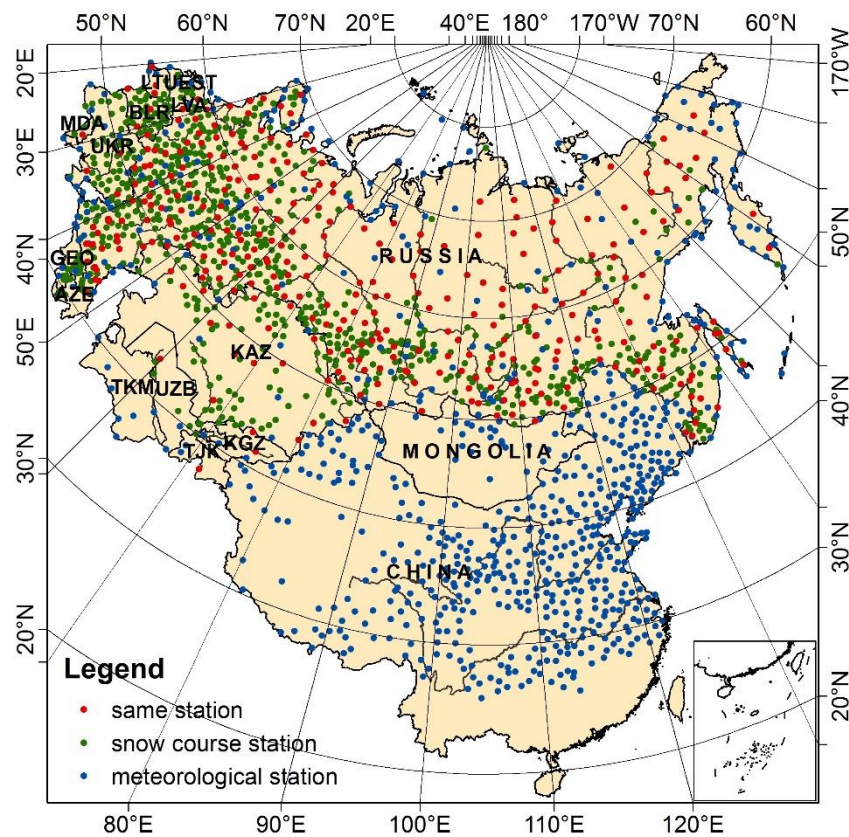 50°N 60°N 70°N 20°E 40°E 180° 170°W 70°N 60°N
20°E
30°E
40°N
50°E
30°N
20°N
170°W
50°N
40°N
30°N
20°N
LTU EST
LVA
BLR
MDA
UKR
GEO
AZE
RUSSIA
KAZ
TKM UZB
KGZ
TJK
MONGOLIA
CHINA
Legend
same station
snow course station
meteorological station
80°E 90°E 100°E 110°E 120°E